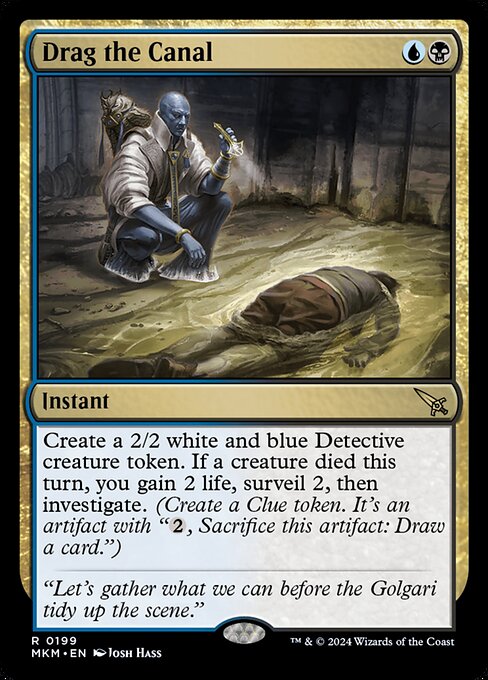 Drag the Canal
Instant
Create a 2/2 white and blue Detective
creature token. If a creature died this
turn, you gain 2 life, surveil 2, then
investigate. (Create a Clue token. It's an
artifact with “2, Sacrifice this artifact: Draw
a card.”)
“Let's gather what we can before the Golgari
tidy up the scene.”
R 0199
MKM • EN Josh Hass
™ & © 2024 Wizards of the Coast